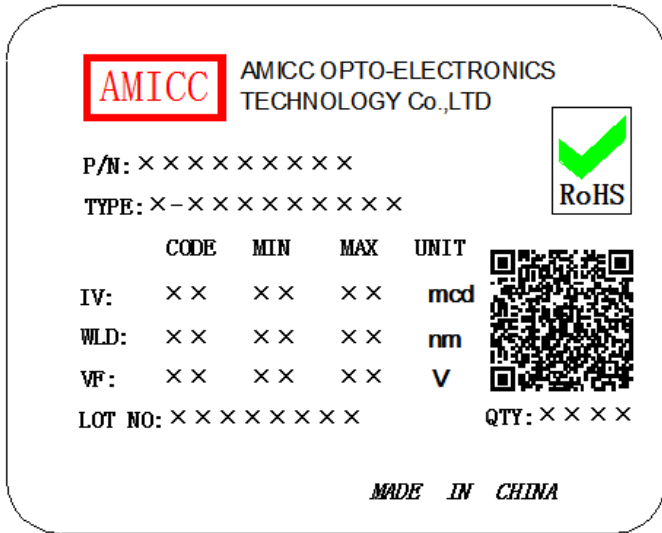 AMICC
AMICC OPTO-ELECTRONICS
TECHNOLOGY Co.,LTD
RoHS
P/N: × × × × × × × × ×
TYPE: ×-× × × × × × × × ×
CODE MIN MAX UNIT
IV: × × × × × × mcd
WLD: × × × × × × nm
VF: × × × × × × V
LOT NO: × × × × × × × ×
QTY: × × × ×
MADE IN CHINA